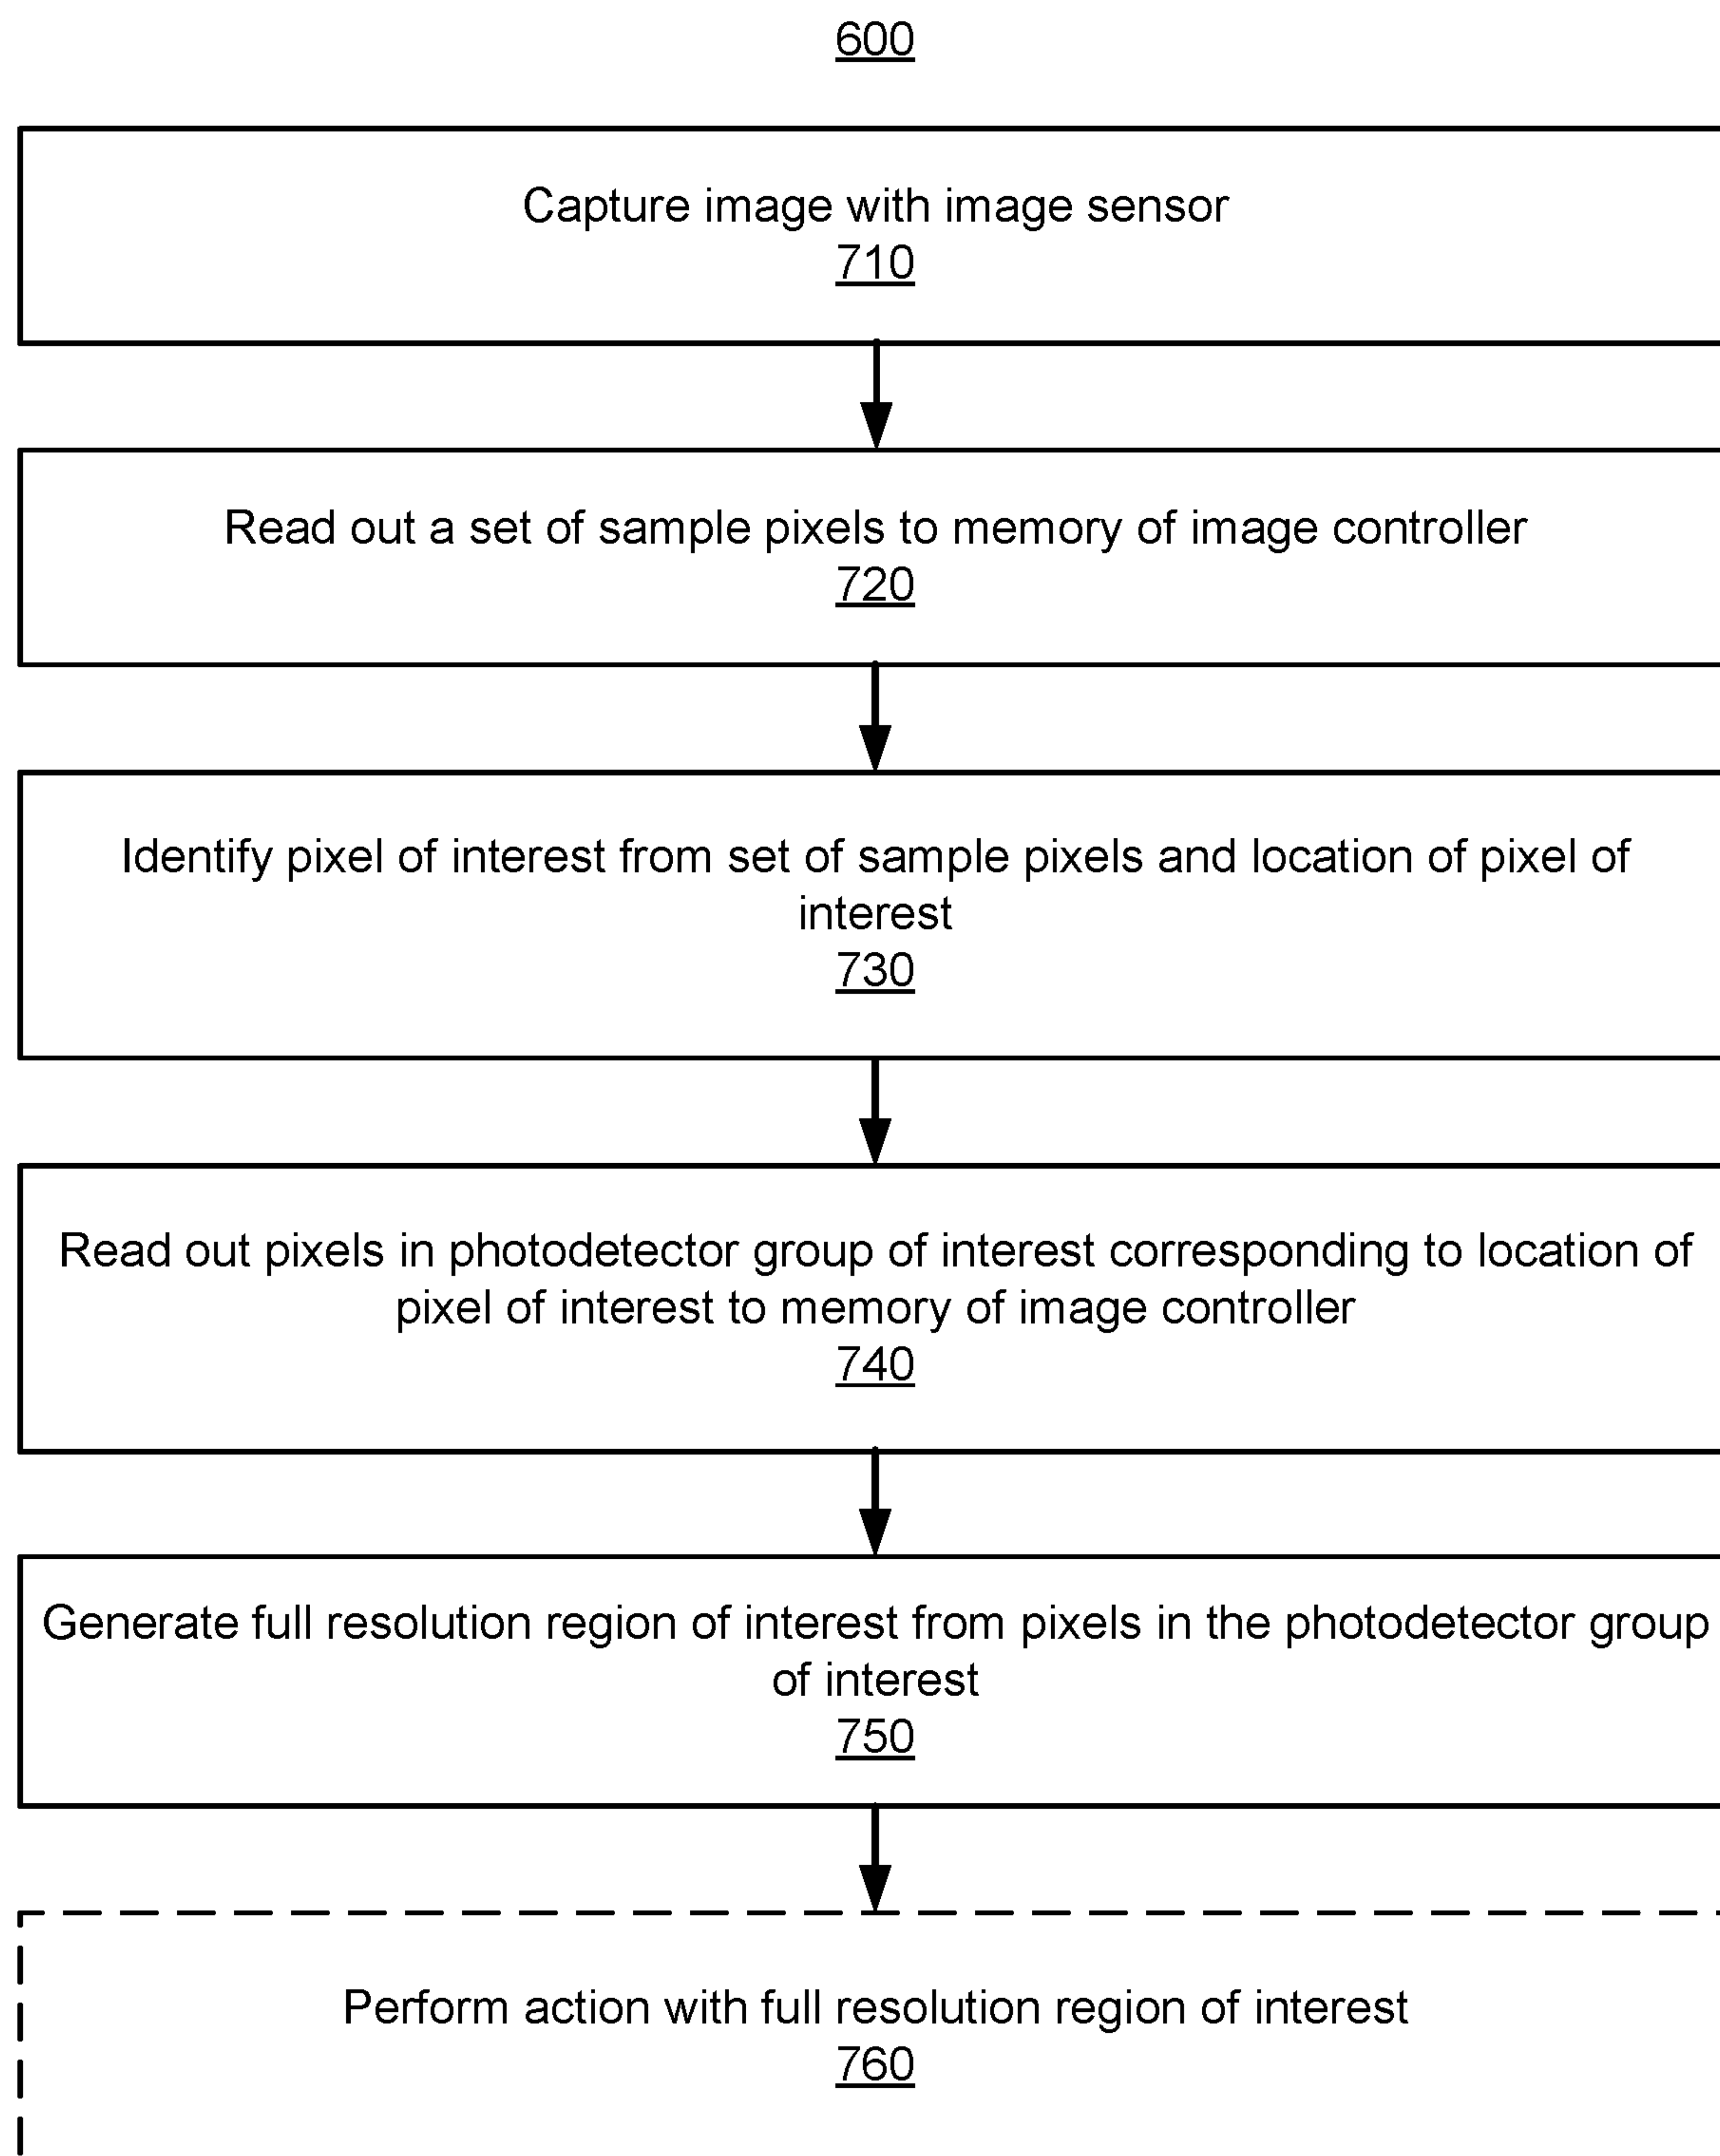 600
Capture image with image sensor
710
Read out a set of sample pixels to memory of image controller
720
Identify pixel of interest from set of sample pixels and location of pixel of
interest
730
Read out pixels in photodetector group of interest corresponding to location of
pixel of interest to memory of image controller
740
Generate full resolution region of interest from pixels in the photodetector group
of interest
750
Perform action with full resolution region of interest
760